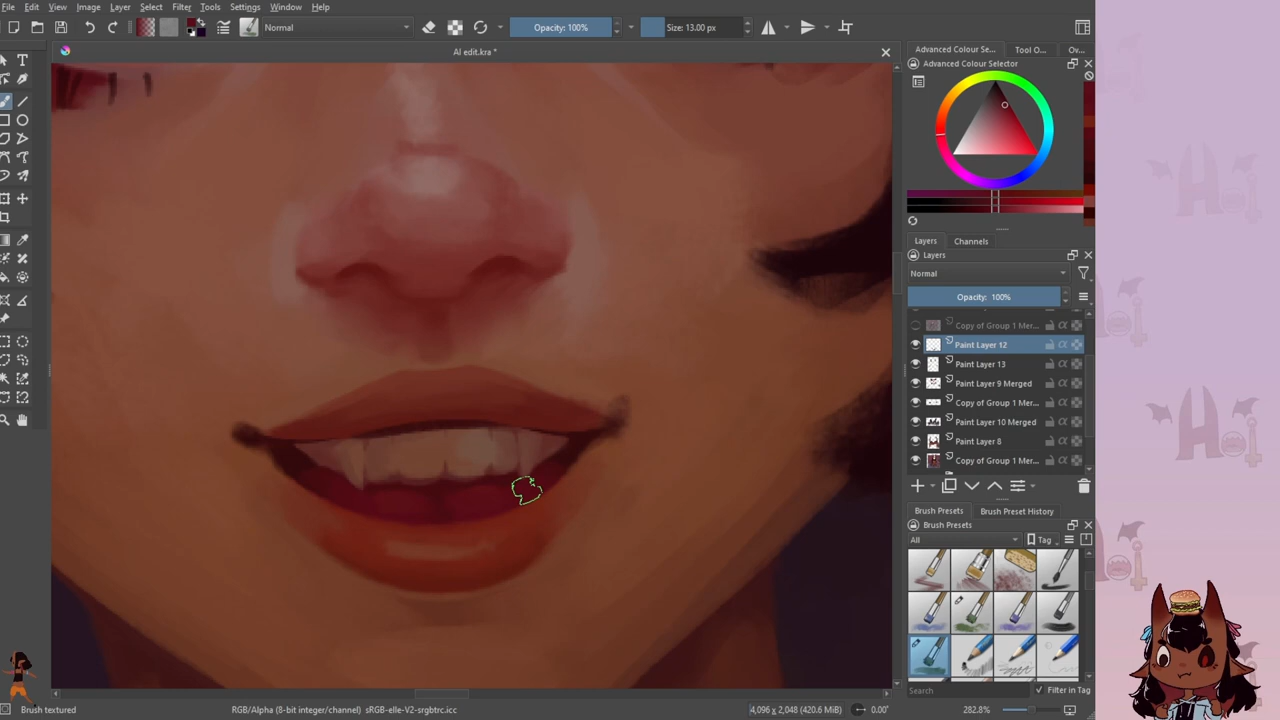 File View Image Layer Select Filter Tools Settings Window Help
Normal Opacity: 100% Size: 13.00 px
AI edit.kra *
Advanced Colour Se... Tool O... Ov...
Advanced Colour Selector
Layers Channels
Layers
Normal
Opacity: 100%
Copy of Group 1 Mer...
Paint Layer 12
Paint Layer 13
Paint Layer 9 Merged
Copy of Group 1 Mer...
Paint Layer 10 Merged
Paint Layer 8
Copy of Group 1 Mer...
Brush Presets Brush Preset History
Brush Presets
All Tag
Search Filter in Tag
Brush textured RGB/Alpha (8-bit integer/channel) sRGB-elle-V2-srgbtrc.icc 4,096 x 2,048 (420.6 MiB) 0.00° 282.8%